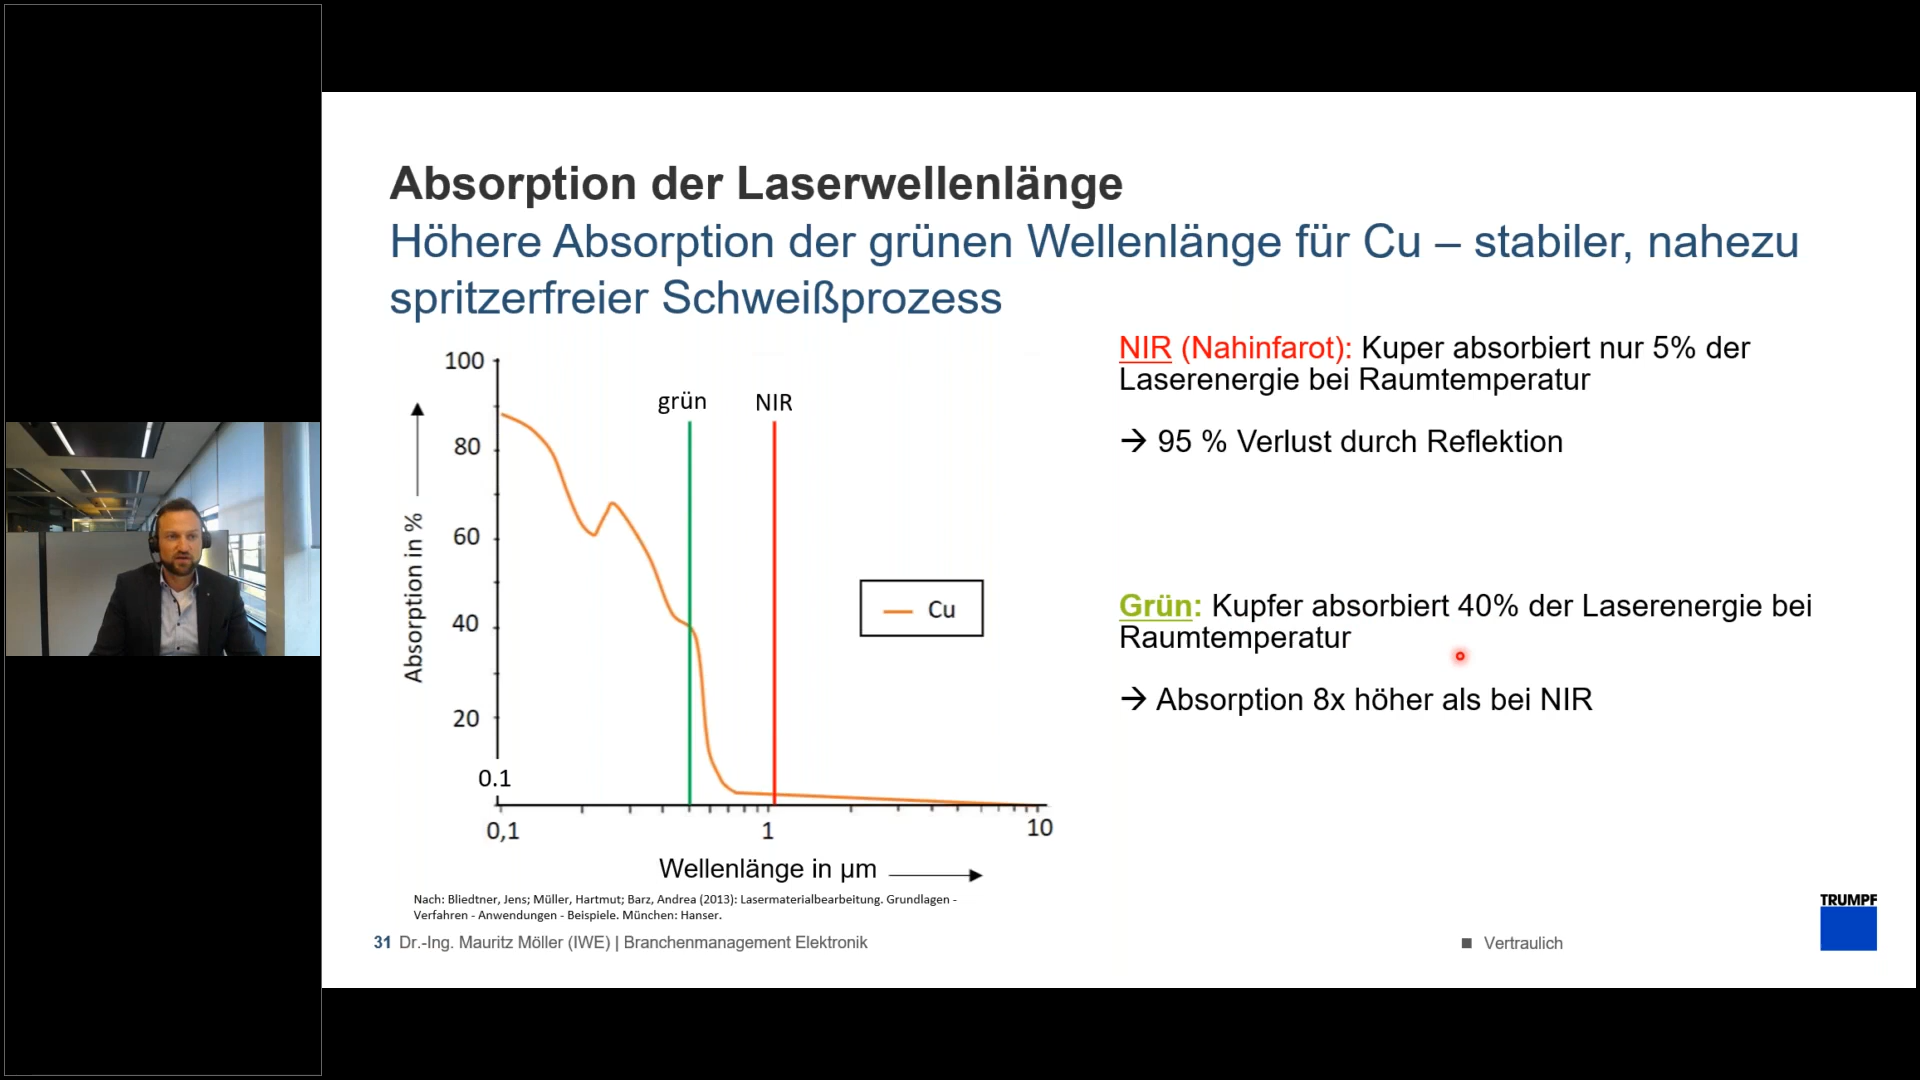 Absorption der Laserwellenlänge
Höhere Absorption der grünen Wellenlänge für Cu – stabiler, nahezu
spritzerfreier Schweißprozess
100
80
60
40
20
0.1
0,1
1
10
Absorption in %
grün
NIR
Cu
Wellenlänge in µm
NIR (Nahinfarot): Kuper absorbiert nur 5% der
Laserenergie bei Raumtemperatur
→ 95 % Verlust durch Reflektion
Grün: Kupfer absorbiert 40% der Laserenergie bei
Raumtemperatur
→ Absorption 8x höher als bei NIR
Nach: Bliedtner, Jens; Müller, Hartmut; Barz, Andrea (2013): Lasermaterialbearbeitung. Grundlagen -
Verfahren - Anwendungen - Beispiele. München: Hanser.
31 Dr.-Ing. Mauritz Möller (IWE) | Branchenmanagement Elektronik
■ Vertraulich
TRUMPF